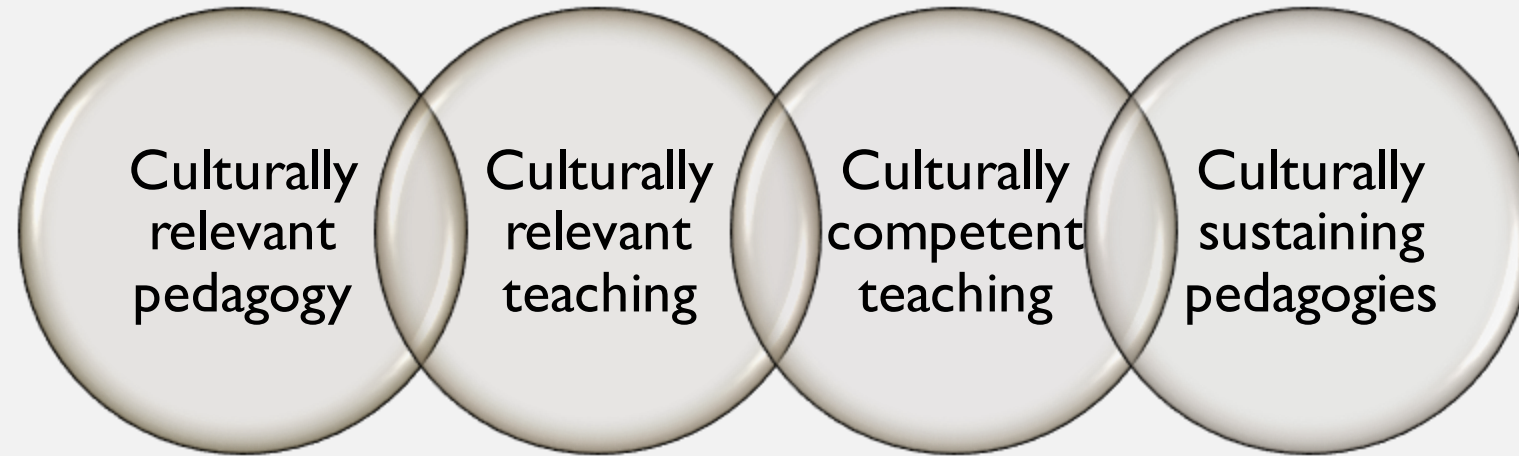 Culturally
relevant
pedagogy
Culturally
relevant
teaching
Culturally
competent
teaching
Culturally
sustaining
pedagogies